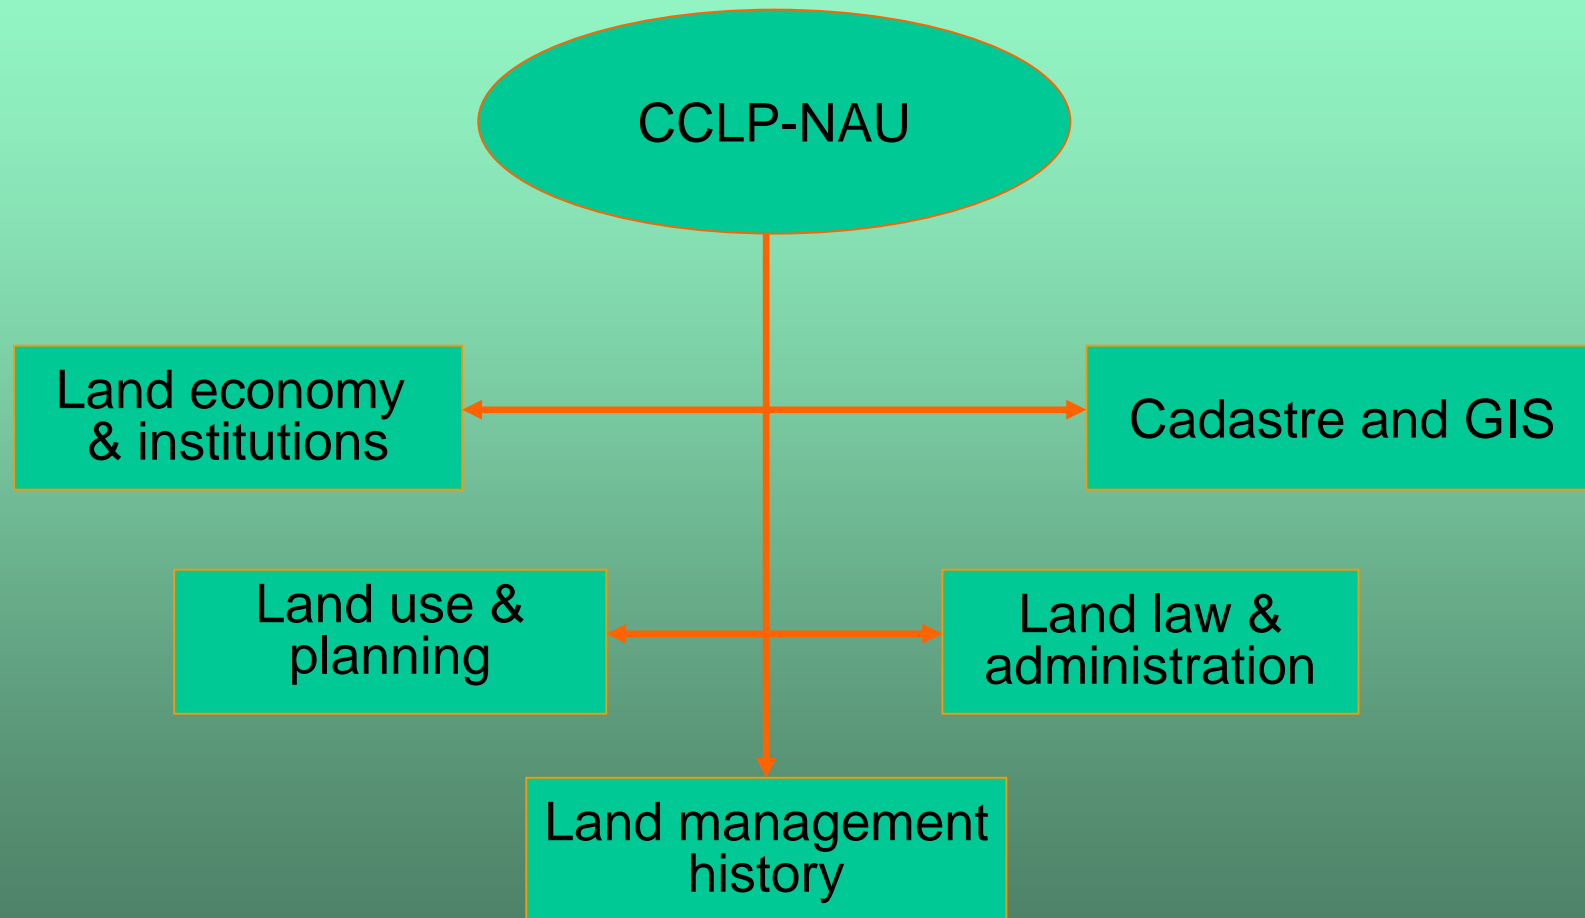 CCLP-NAU
Land economy
& institutions
Cadastre and GIS
Land use &
planning
Land law &
administration
Land management
history